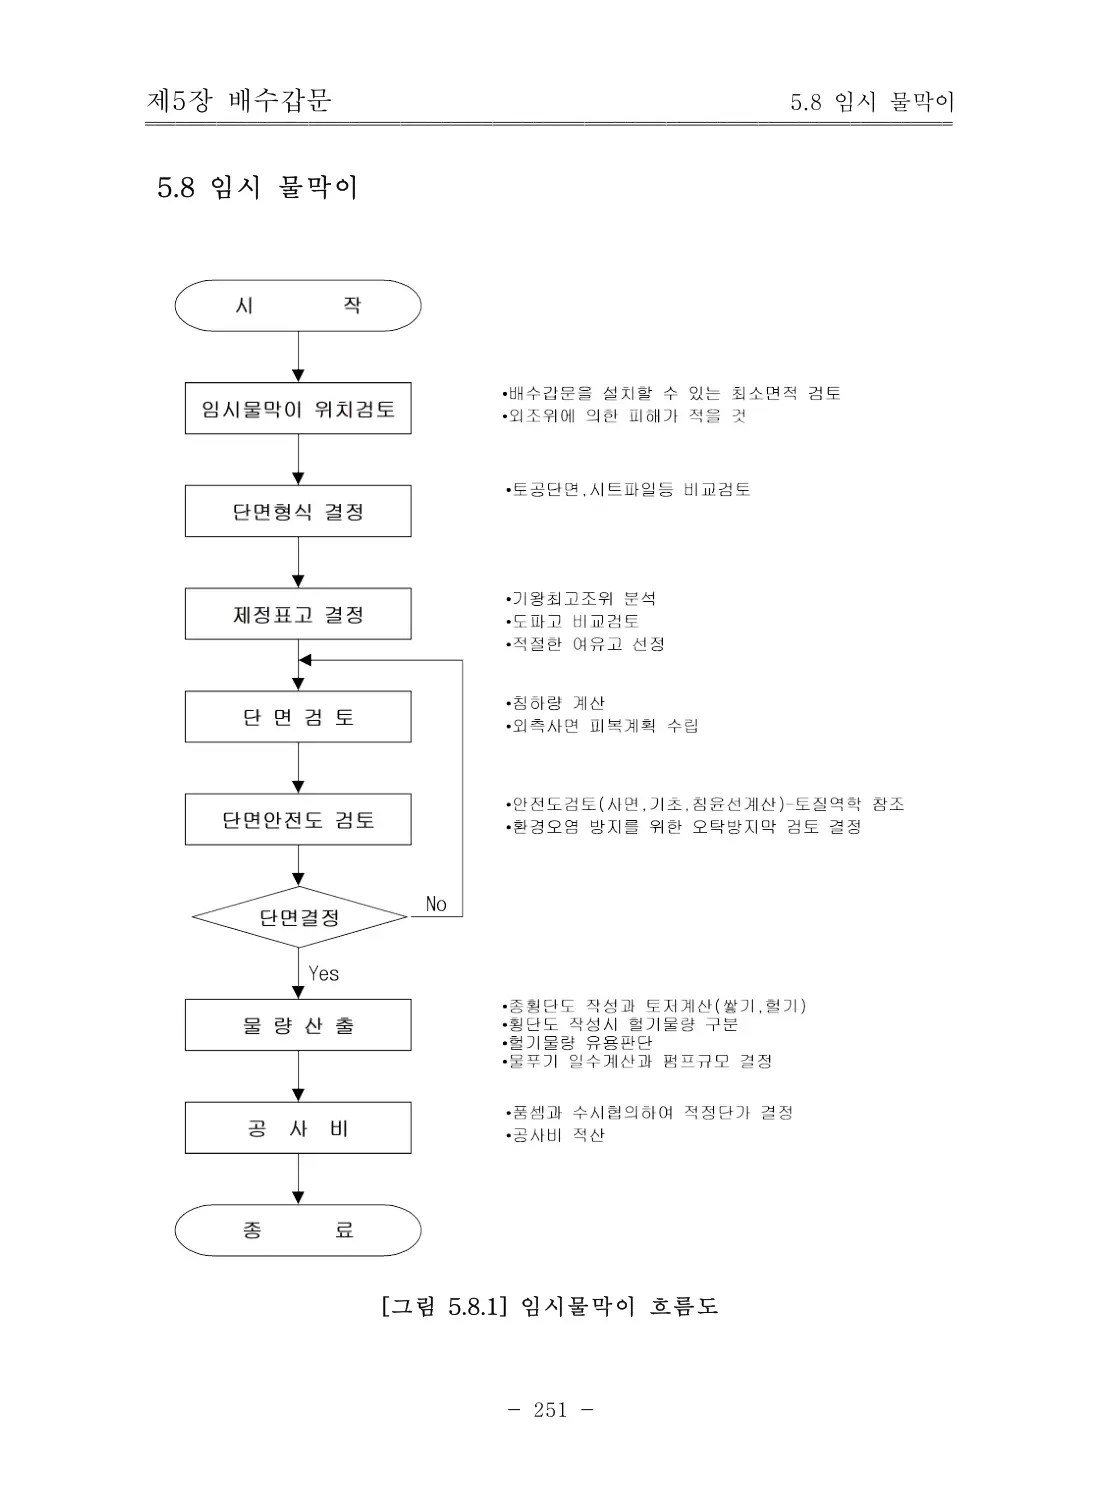 제5장 배수갑문
5.8 임시 물막이
5.8 임시 물막이
시 작
임시물막이 위치검토
•배수갑문을 설치할 수 있는 최소면적 검토
•외조위에 의한 피해가 적을 것
단면형식 결정
•토공단면,시트파일등 비교검토
제정표고 결정
•기왕최고조위 분석
•도파고 비교검토
•적절한 여유고 선정
단 면 검 토
•침하량 계산
•외측사면 피복계획 수립
단면안전도 검토
•안전도검토(사면,기초,침윤선계산)-토질역학 참조
•환경오염 방지를 위한 오탁방지막 검토 결정
단면결정
No
Yes
물 량 산 출
•종횡단도 작성과 토저계산(쌓기,헐기)
•횡단도 작성시 헐기물량 구분
•헐기물량 유용판단
•물푸기 일수계산과 펌프규모 결정
공 사 비
•품셈과 수시협의하여 적정단가 결정
•공사비 적산
종 료
[그림 5.8.1] 임시물막이 흐름도
- 251 -